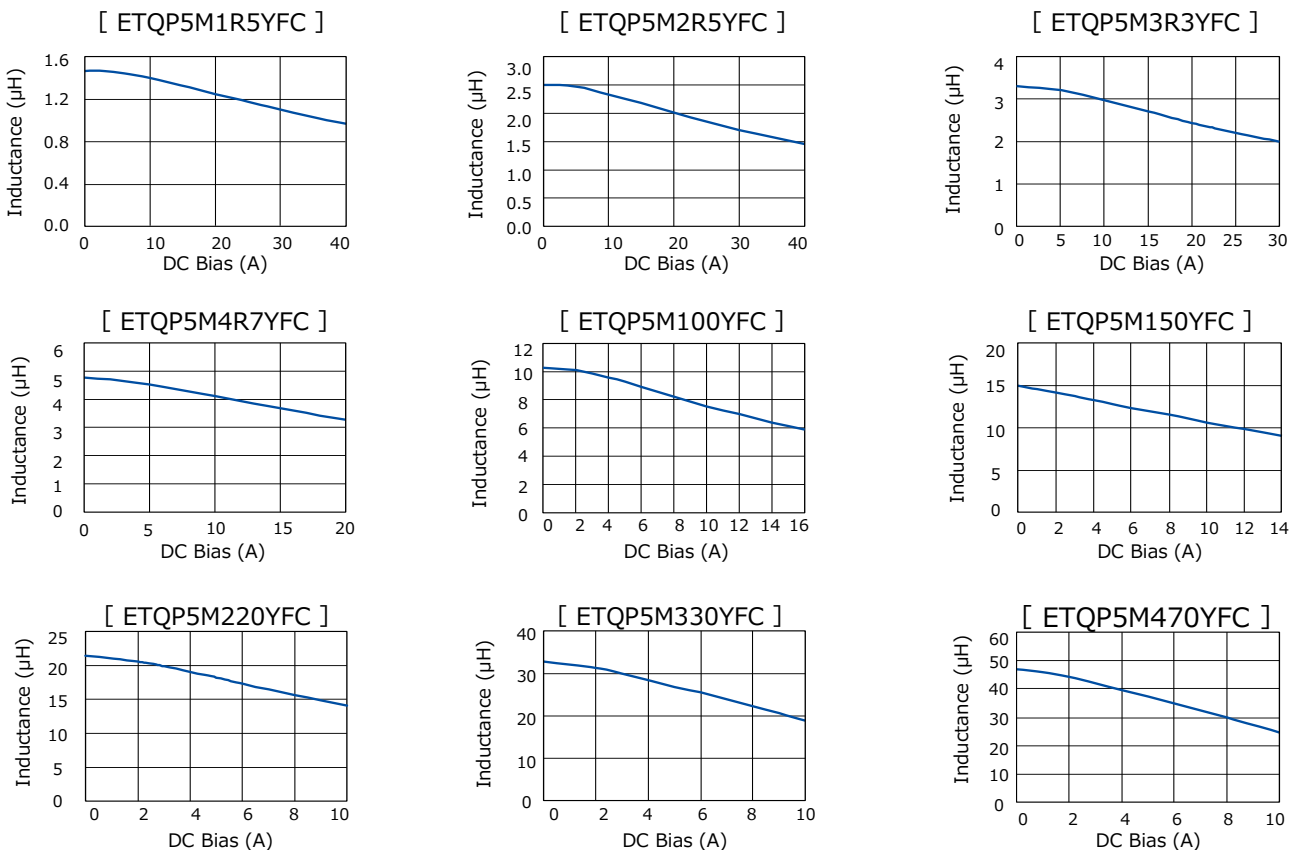 [ ETQP5M1R5YFC ]
Inductance (µH)
1.6
1.2
0.8
0.4
0.0
0 10 20 30 40
DC Bias (A)
[ ETQP5M2R5YFC ]
Inductance (µH)
3.0
2.5
2.0
1.5
1.0
0.5
0.0
0 10 20 30 40
DC Bias (A)
[ ETQP5M3R3YFC ]
Inductance (µH)
4
3
2
1
0
0 5 10 15 20 25 30
DC Bias (A)
[ ETQP5M4R7YFC ]
Inductance (µH)
6
5
4
3
2
1
0
0 5 10 15 20
DC Bias (A)
[ ETQP5M100YFC ]
Inductance (µH)
12
10
8
6
4
2
0
0 2 4 6 8 10 12 14 16
DC Bias (A)
[ ETQP5M150YFC ]
Inductance (µH)
20
15
10
5
0
0 2 4 6 8 10 12 14
DC Bias (A)
[ ETQP5M220YFC ]
Inductance (µH)
25
20
15
10
5
0
0 2 4 6 8 10
DC Bias (A)
[ ETQP5M330YFC ]
Inductance (µH)
40
30
20
10
0
0 2 4 6 8 10
DC Bias (A)
[ ETQP5M470YFC ]
Inductance (µH)
60
50
40
30
20
10
0
0 2 4 6 8 10
DC Bias (A)